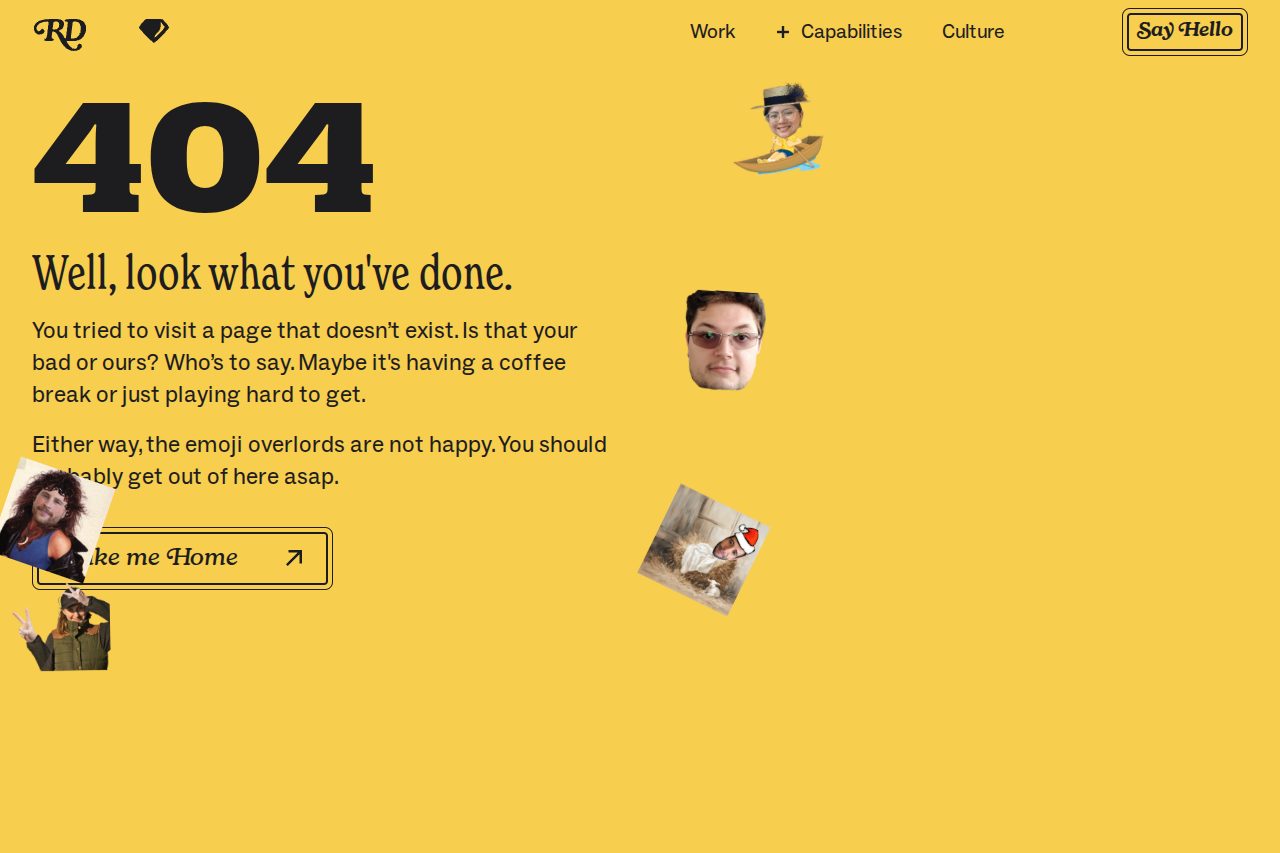 RD
Work + Capabilities Culture Say Hello
404
Well, look what you've done.
You tried to visit a page that doesn’t exist. Is that your
bad or ours? Who’s to say. Maybe it's having a coffee
break or just playing hard to get.
Either way, the emoji overlords are not happy. You should
get out of here asap.
me Home